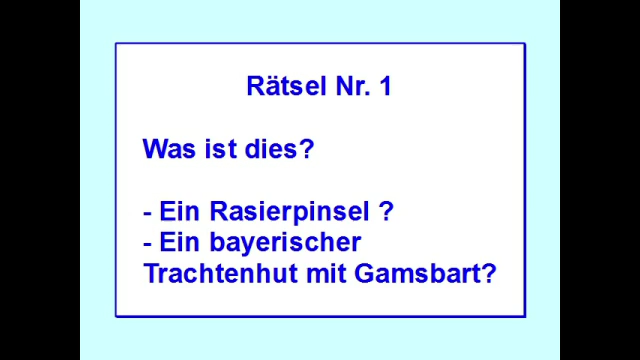 Rätsel Nr. 1
Was ist dies?
- Ein Rasierpinsel ?
- Ein bayerischer
Trachtenhut mit Gamsbart?